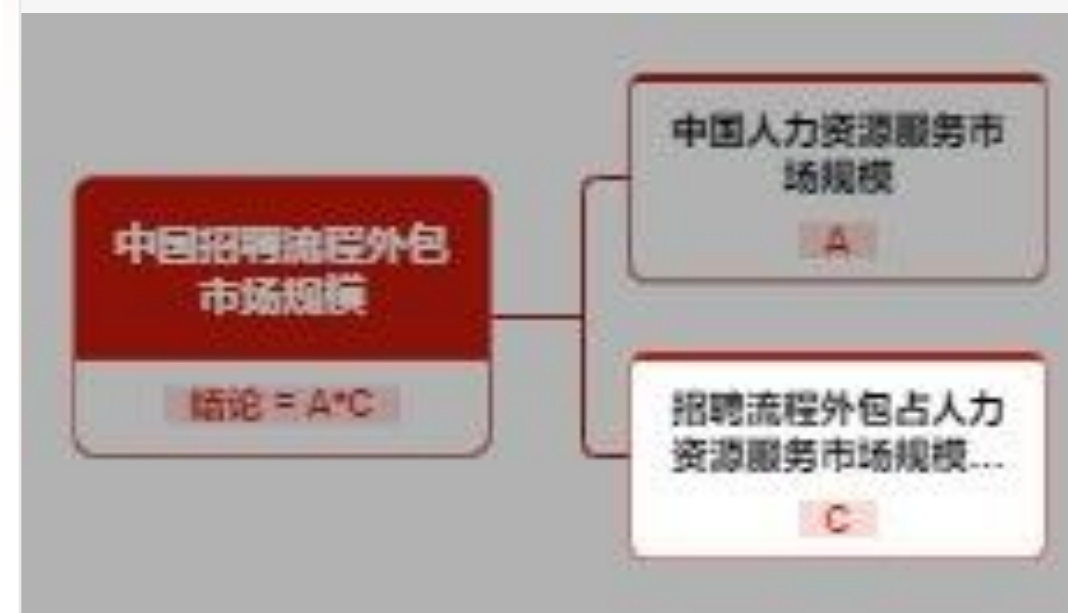 中国人力资源服务市
场规模
A
中国招聘流程外包
市场规模
结论 = A*C
招聘流程外包占人力
资源服务市场规模...
C